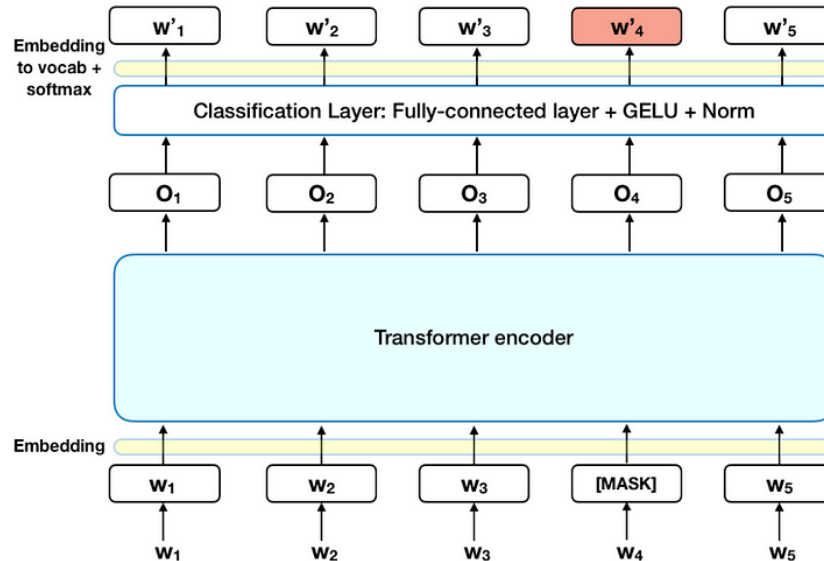 w'₁ w'₂ w'₃ w'₄ w'₅
Embedding
to vocab +
softmax
Classification Layer: Fully-connected layer + GELU + Norm
O₁ O₂ O₃ O₄ O₅
Transformer encoder
Embedding
W₁ W₂ W₃ [MASK] W₅
W₁ W₂ W₃ W₄ W₅